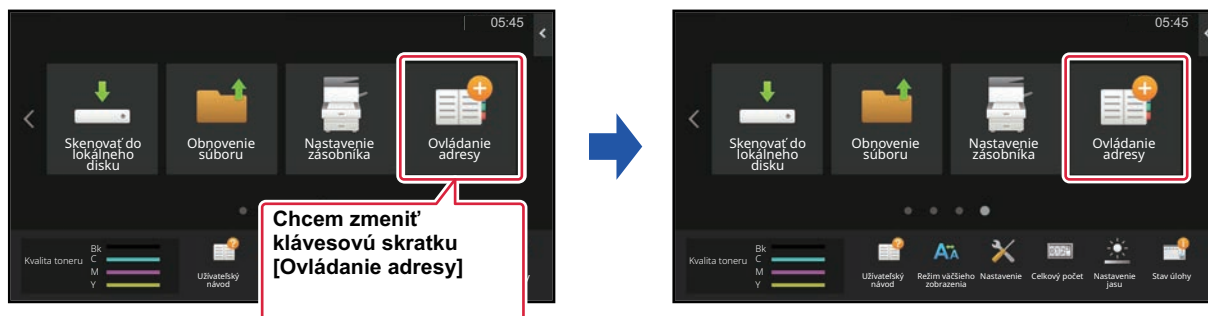 05:45
Skenovať do
lokálneho
disku
Obnovenie
súboru
Nastavenie
zásobníka
Ovládanie
adresy
Chcem zmeniť
klávesovú skratku
[Ovládanie adresy]
Kvalita toneru
Bk
C
M
Y
Užívateľský
návod
05:45
Skenovať do
lokálneho
disku
Obnovenie
súboru
Nastavenie
zásobníka
Ovládanie
adresy
Kvalita toneru
Bk
C
M
Y
Užívateľský
návod
Režim väčšieho
zobrazenia
Nastavenie
Celkový počet
Nastavenie
jasu
Stav úlohy